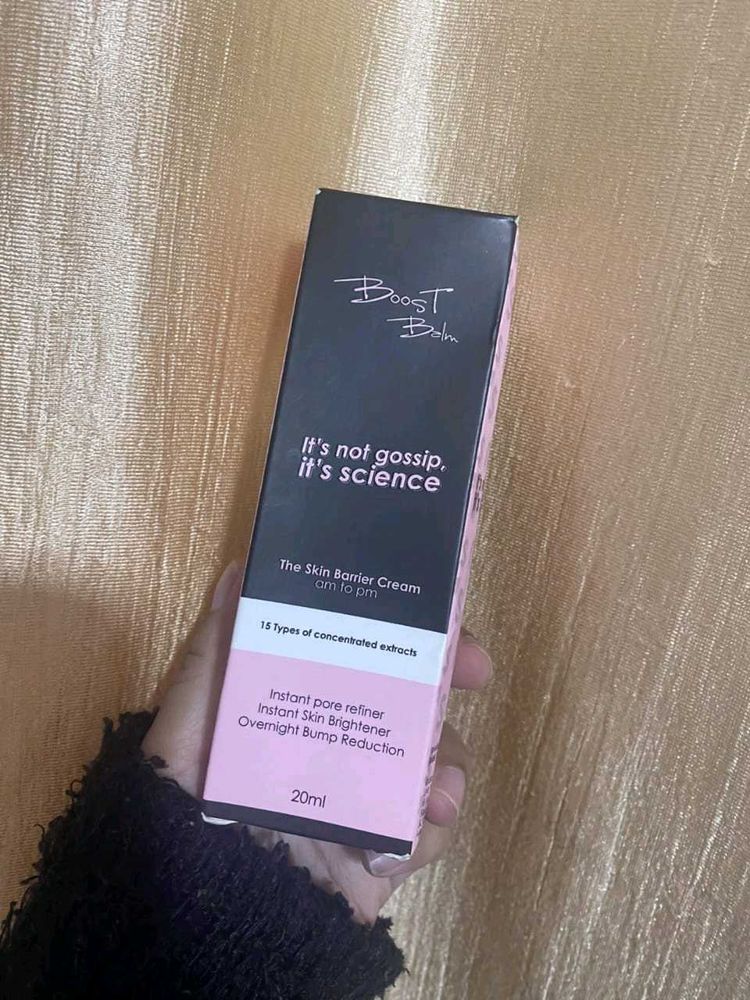 Boost
Balm
It's not gossip,
it's science
The Skin Barrier Cream
am to pm
15 Types of concentrated extracts
Instant pore refiner
Instant Skin Brightener
Overnight Bump Reduction
20ml